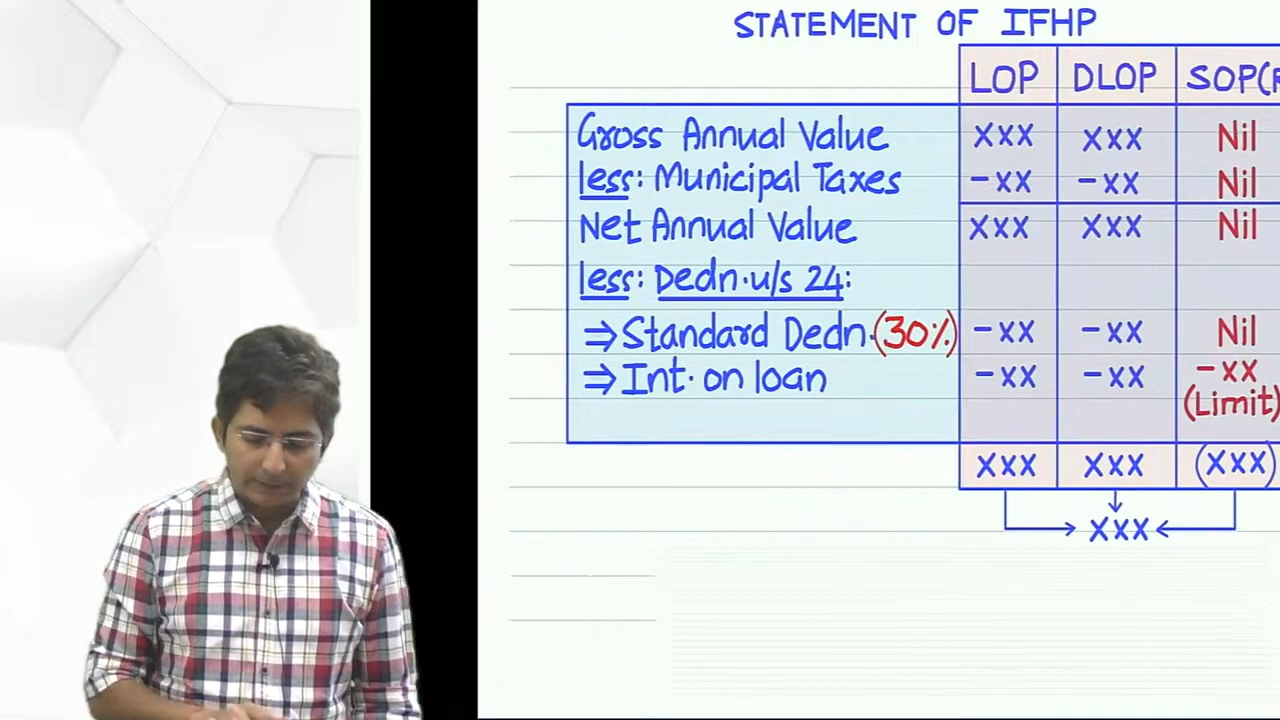 STATEMENT OF IFHP
LOP DLOP SOP(
Gross Annual Value XXX XXX Nil
less: Municipal Taxes -XX -XX Nil
Net Annual Value XXX XXX Nil
less: Dedn. u/s 24:
⇒ Standard Dedn. (30%) -XX -XX Nil
⇒ Int. on loan -XX -XX -XX
(Limit)
XXX XXX (XXX)
XXX